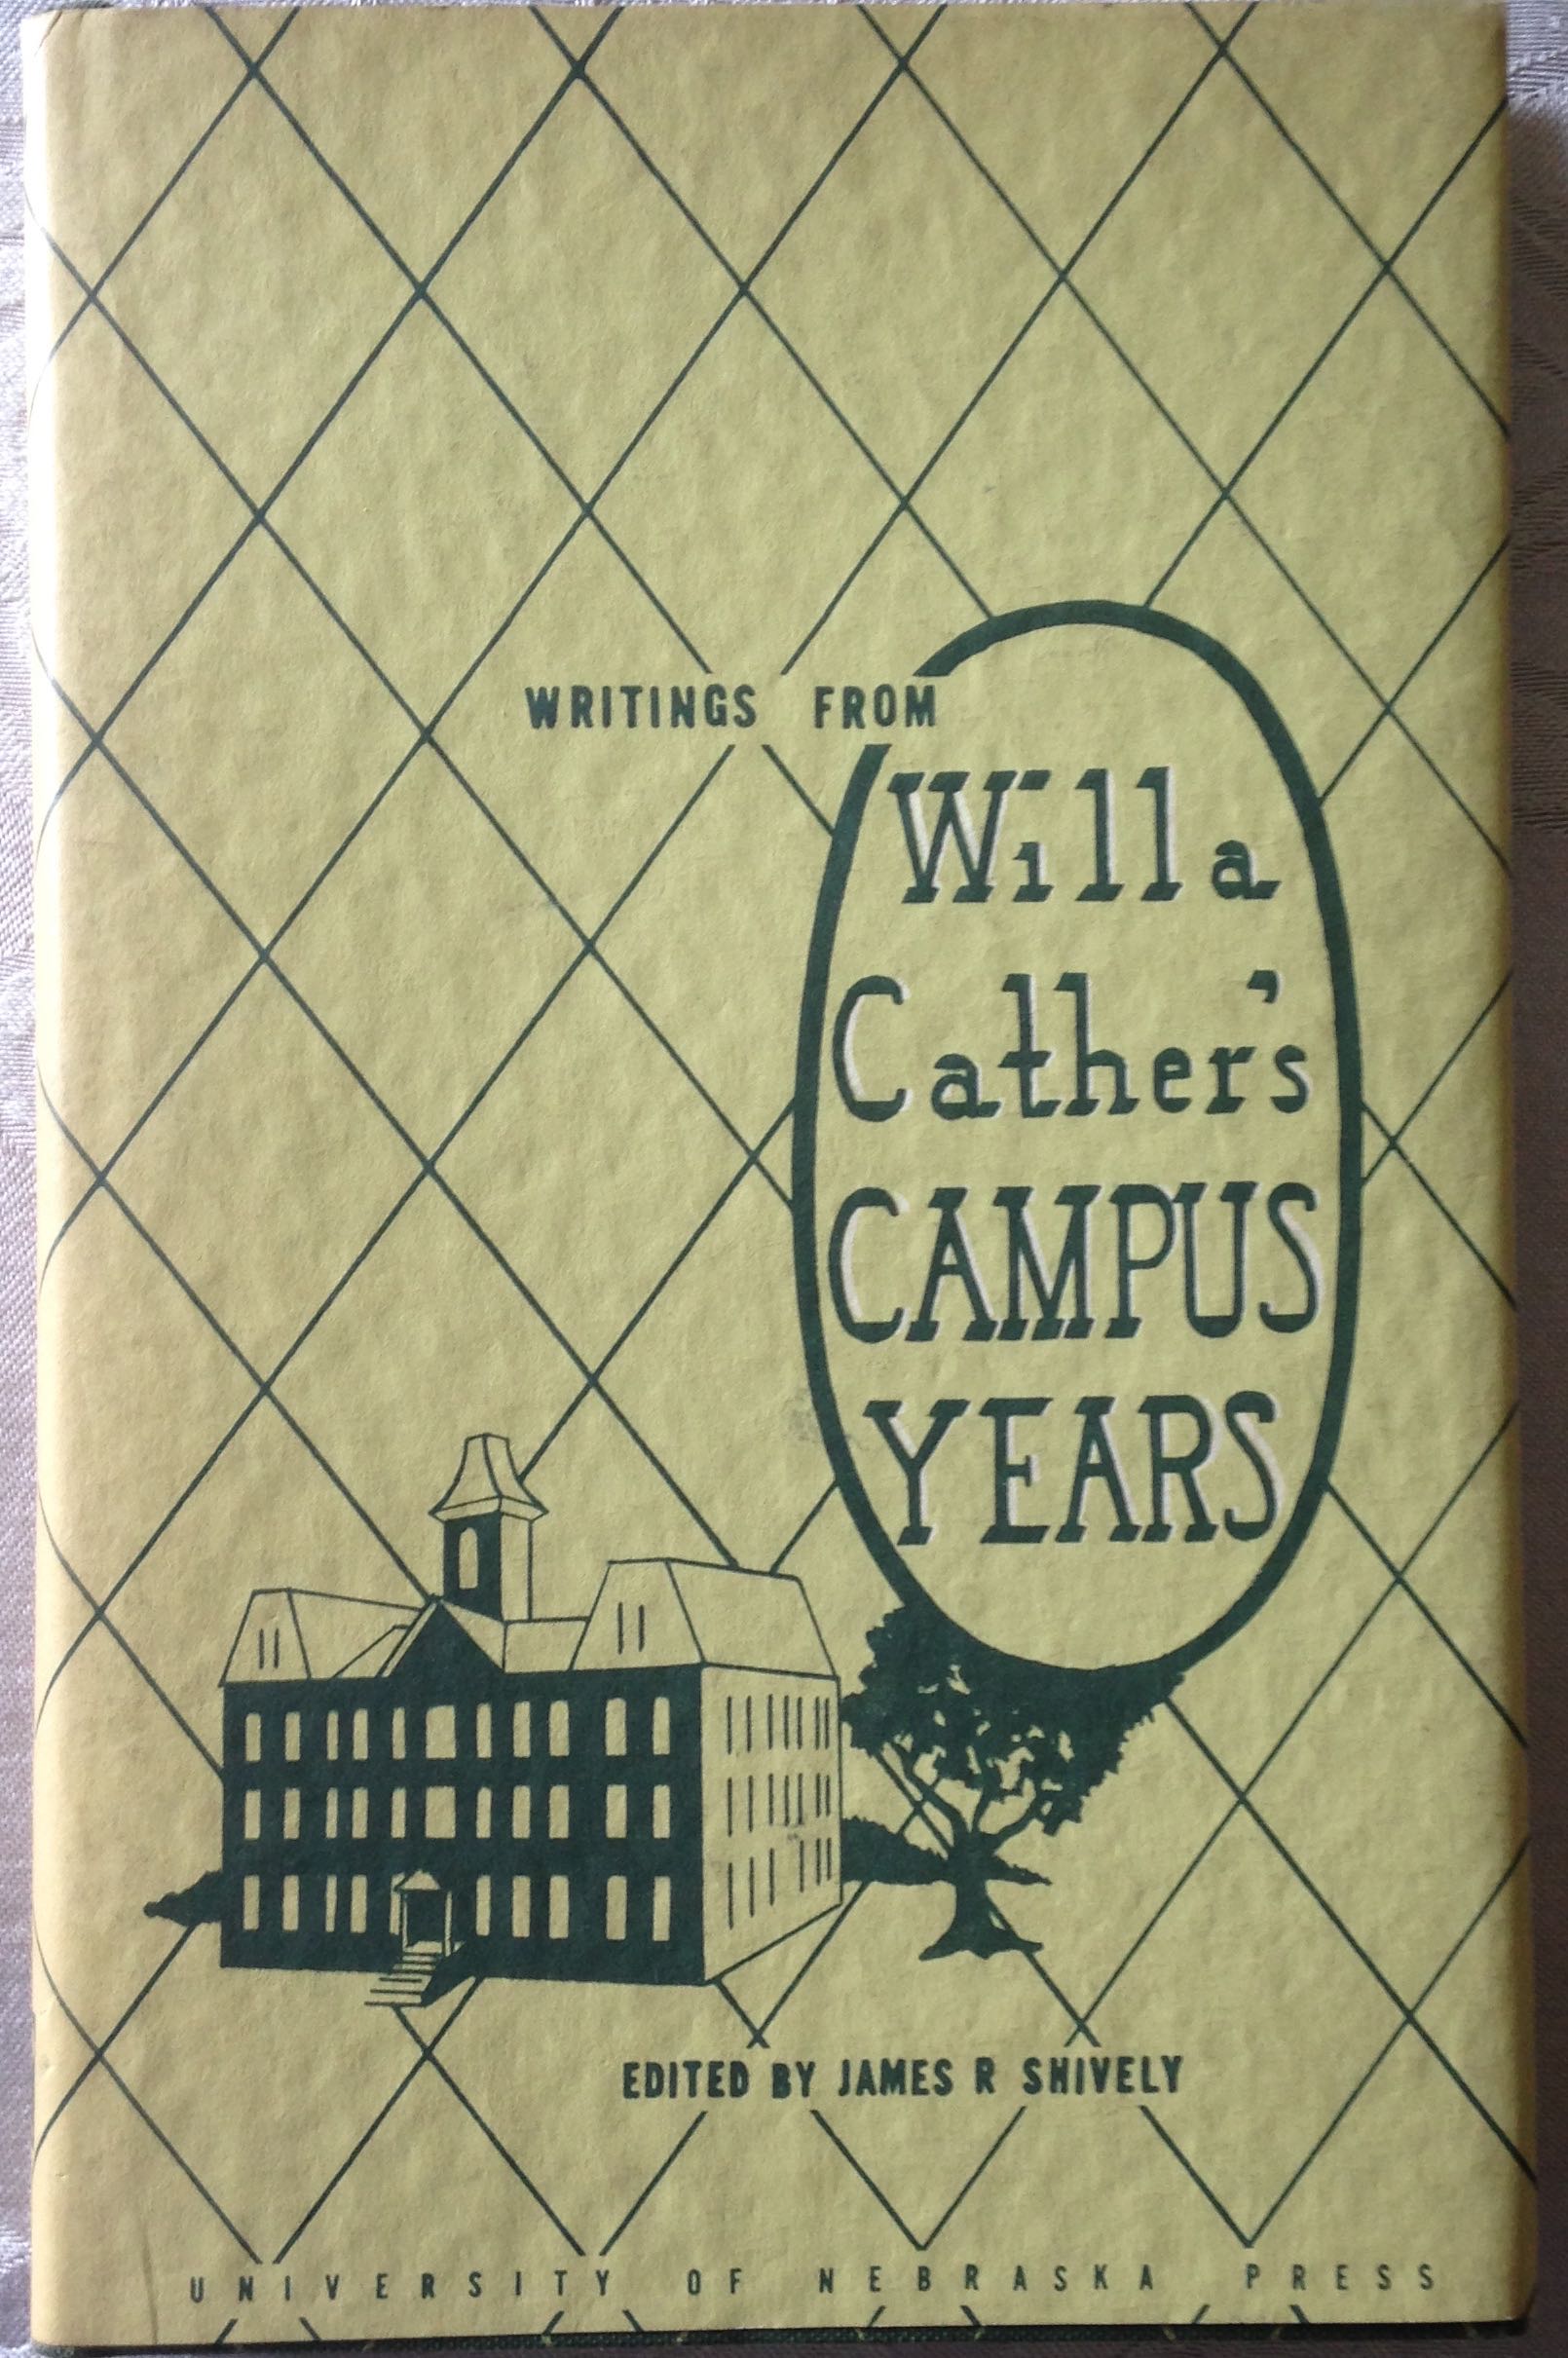 WRITINGS FROM
Willa
Cather's
CAMPUS
YEARS
EDITED BY JAMES R SHIVELY
UNIVERSITY OF NEBRASKA PRESS